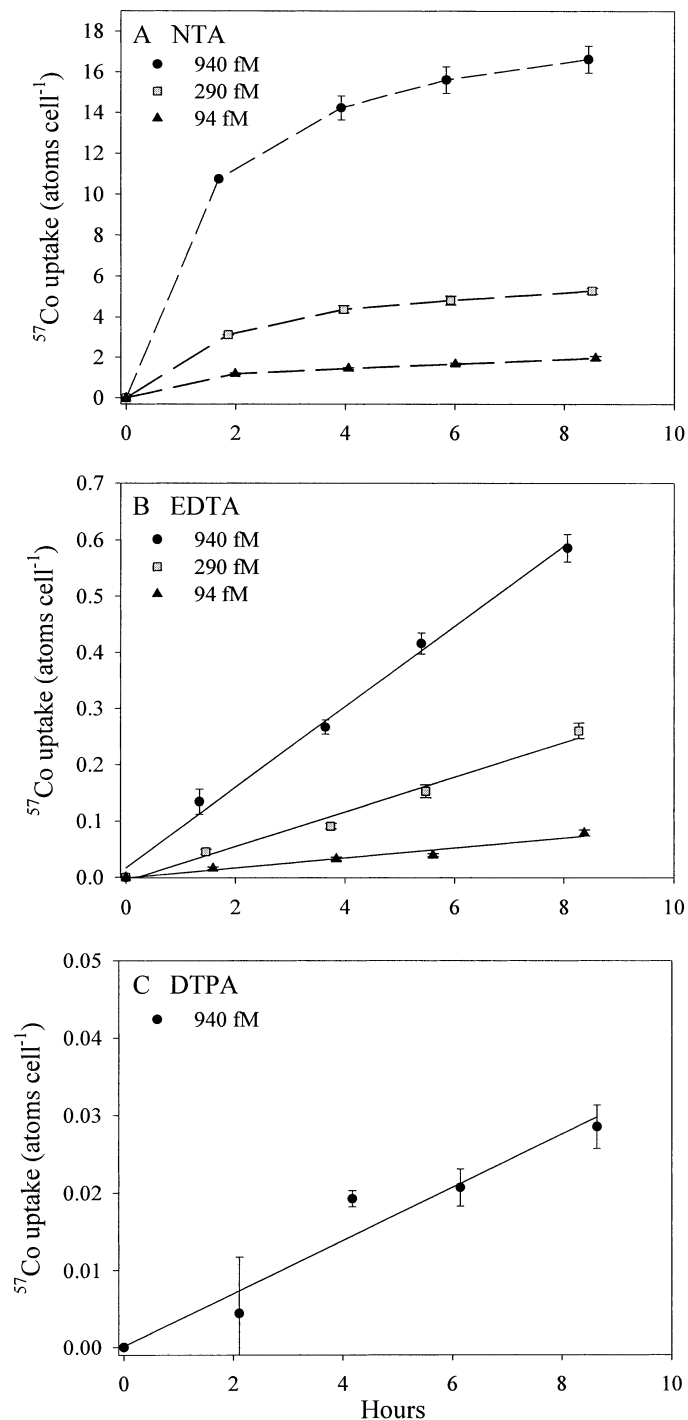 A NTA
940 fM
290 fM
94 fM
⁵⁷Co uptake (atoms cell⁻¹)
18
16
14
12
10
8
6
4
2
0
0 2 4 6 8 10
B EDTA
940 fM
290 fM
94 fM
⁵⁷Co uptake (atoms cell⁻¹)
0.7
0.6
0.5
0.4
0.3
0.2
0.1
0.0
0 2 4 6 8 10
C DTPA
940 fM
⁵⁷Co uptake (atoms cell⁻¹)
0.05
0.04
0.03
0.02
0.01
0.00
0 2 4 6 8 10
Hours